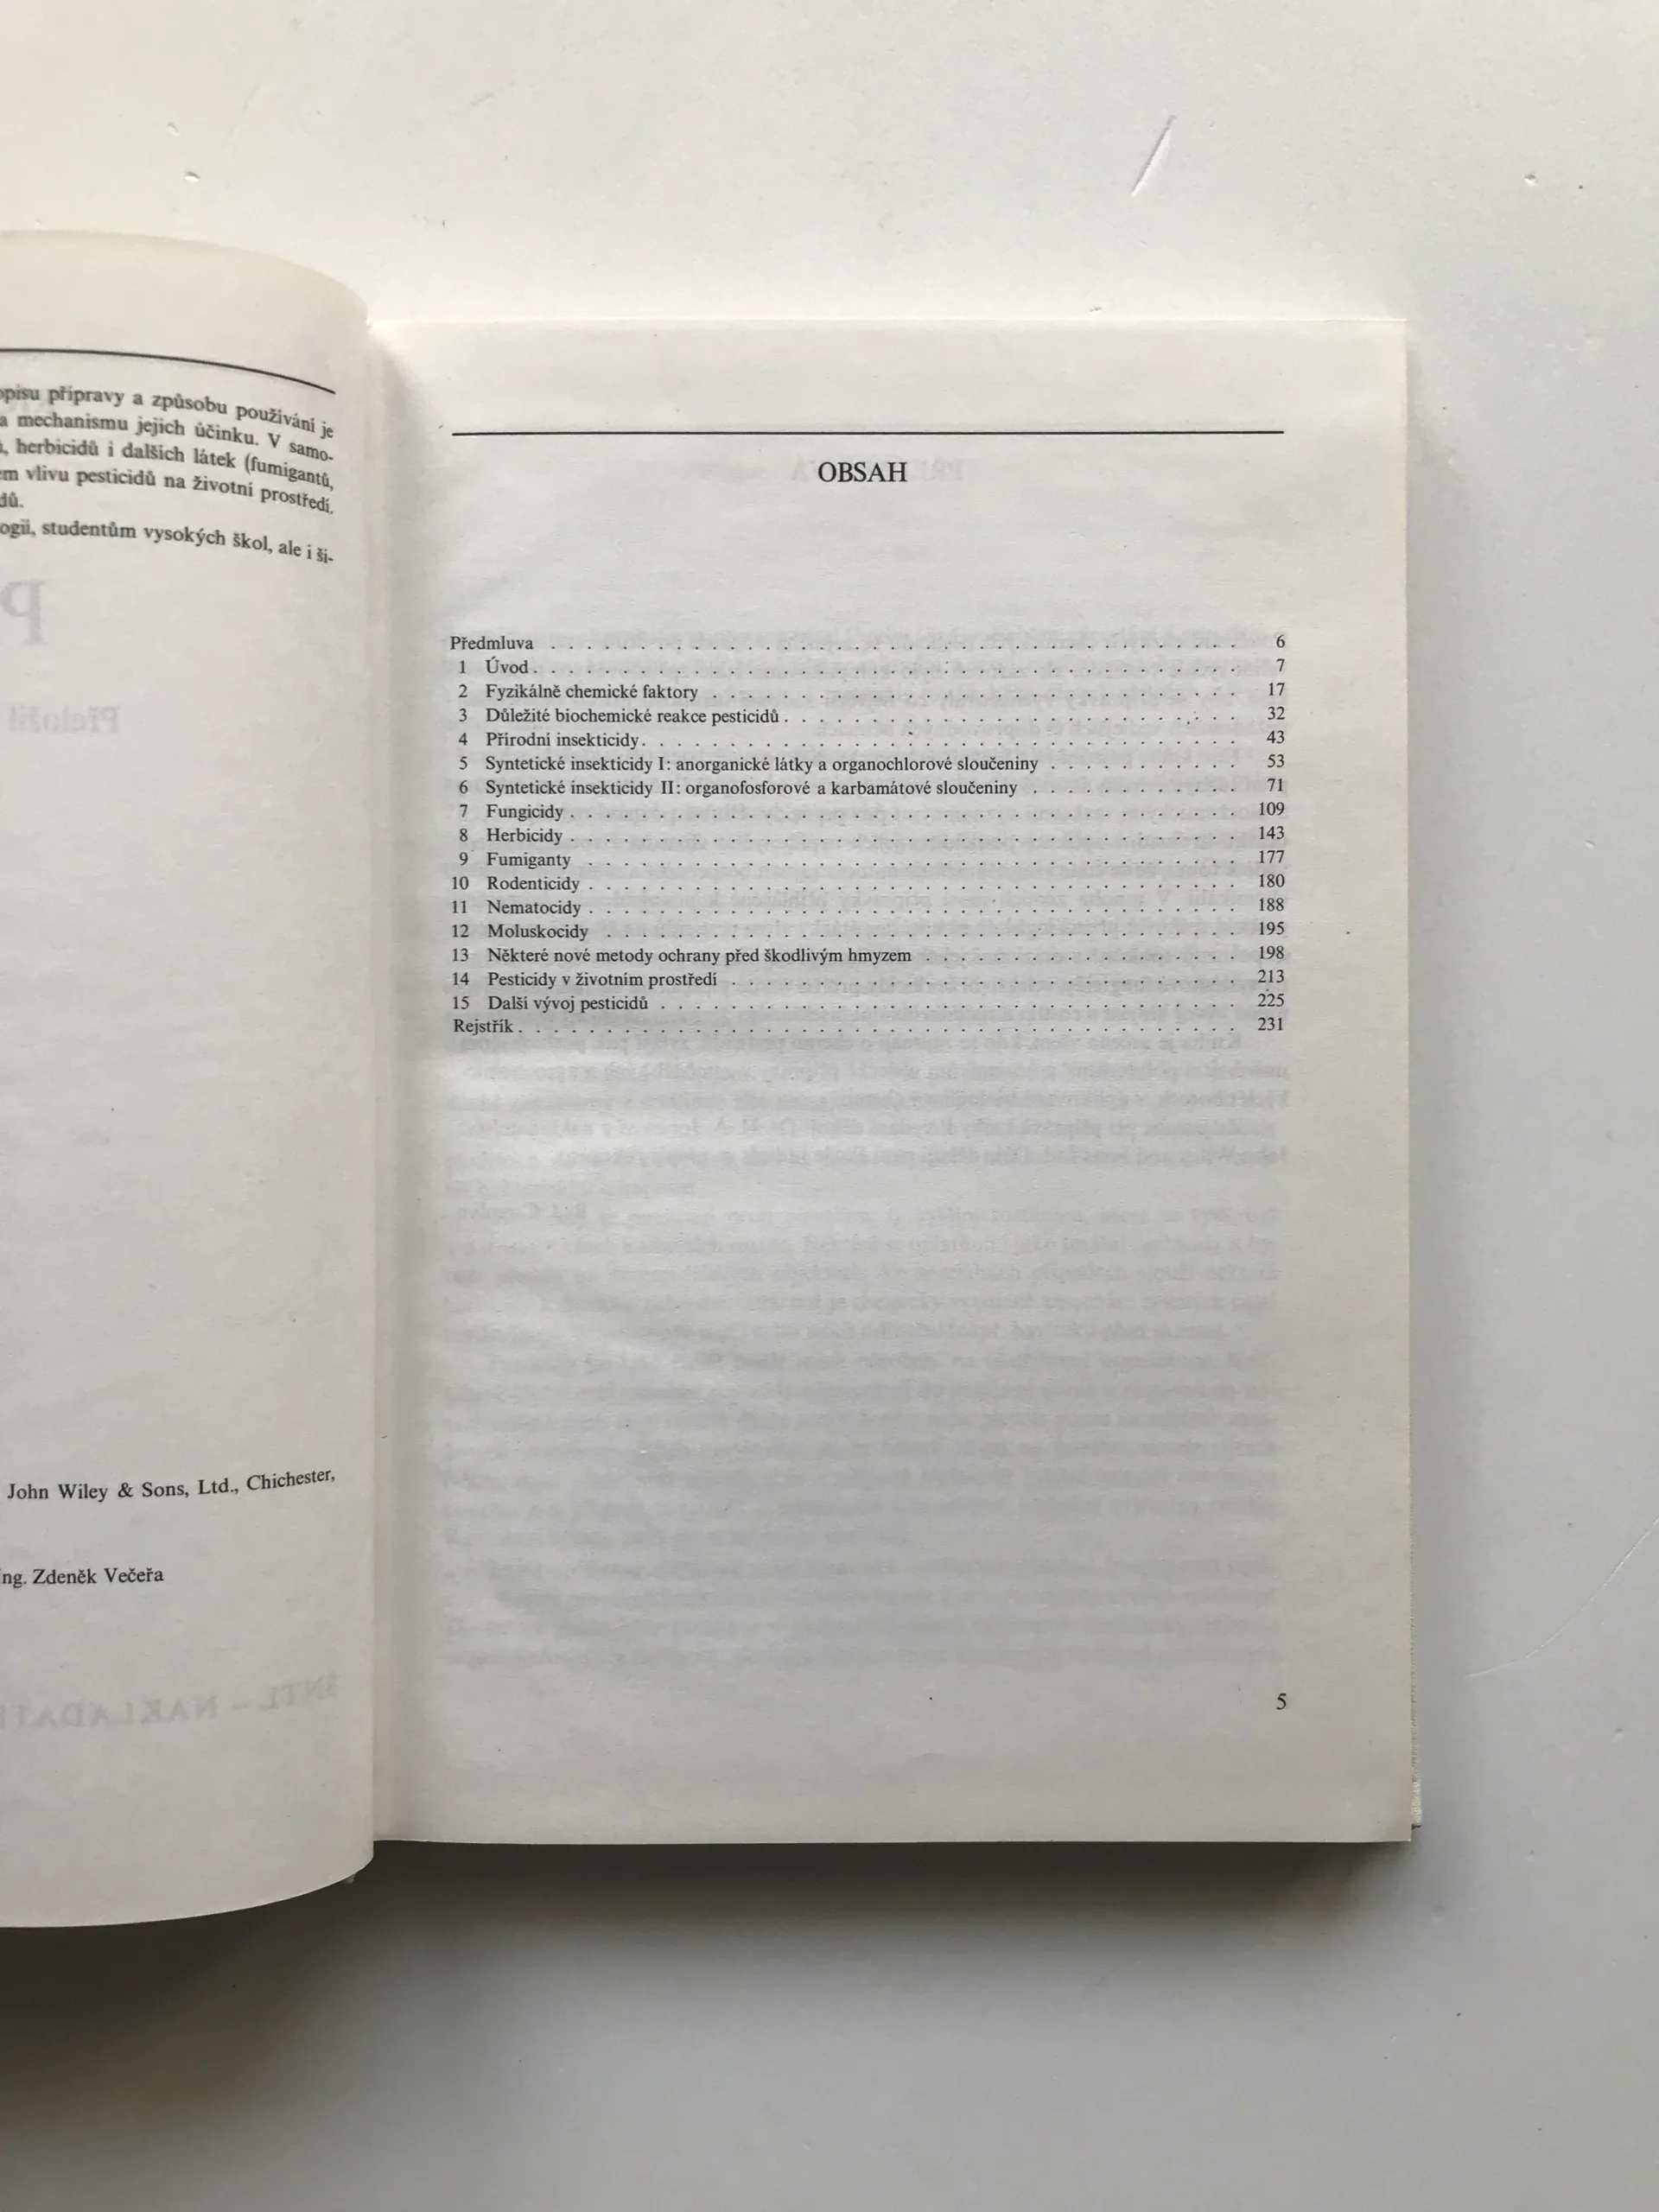 opisu přípravy a způsobu používání je
a mechanismu jejich účinku. V samo-
, herbicidů i dalších látek (fumigantů,
em vlivu pesticidů na životní prostředí.
dů.
ogii, studentům vysokých škol, ale i ši-
John Wiley & Sons, Ltd., Chichester,
Ing. Zdeněk Večeřa
OBSAH
Předmluva . . . . . . . . . . . . . . . . . . . . 6
1 Úvod . . . . . . . . . . . . . . . . . . . . 7
2 Fyzikálně chemické faktory . . . . . . . . . . . . . . . . . . . . 17
3 Důležité biochemické reakce pesticidů . . . . . . . . . . . . . . . . . . . . 32
4 Přírodní insekticidy . . . . . . . . . . . . . . . . . . . . 43
5 Syntetické insekticidy I: anorganické látky a organochlorové sloučeniny . . . . . . . . . . . 53
6 Syntetické insekticidy II: organofosforové a karbamátové sloučeniny . . . . . . . . . . . . 71
7 Fungicidy . . . . . . . . . . . . . . . . . . . . 109
8 Herbicidy . . . . . . . . . . . . . . . . . . . . 143
9 Fumiganty . . . . . . . . . . . . . . . . . . . . 177
10 Rodenticidy . . . . . . . . . . . . . . . . . . . . 180
11 Nematocidy . . . . . . . . . . . . . . . . . . . . 188
12 Moluskocidy . . . . . . . . . . . . . . . . . . . . 195
13 Některé nové metody ochrany před škodlivým hmyzem . . . . . . . . . . . . . . . . . 198
14 Pesticidy v životním prostředí . . . . . . . . . . . . . . . . . . . . 213
15 Další vývoj pesticidů . . . . . . . . . . . . . . . . . . . . 225
Rejstřík . . . . . . . . . . . . . . . . . . . . 231
5